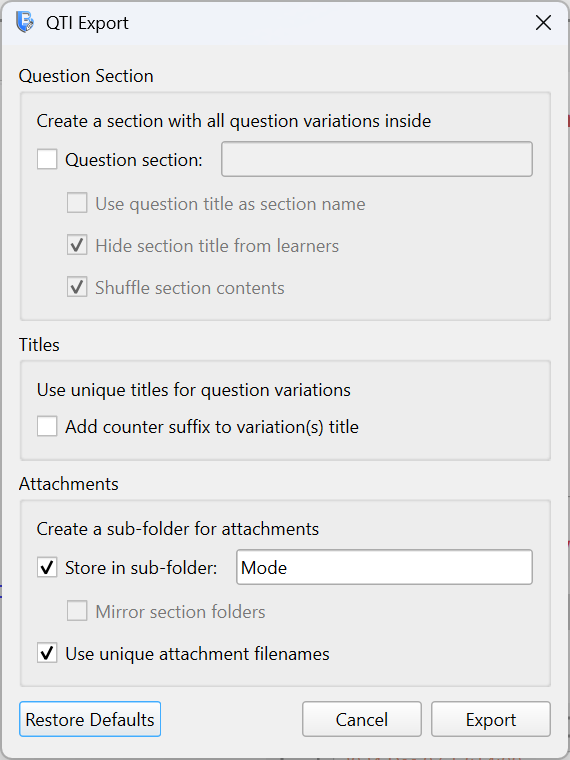 QTI Export
Question Section
Create a section with all question variations inside
Question section:
Use question title as section name
Hide section title from learners
Shuffle section contents
Titles
Use unique titles for question variations
Add counter suffix to variation(s) title
Attachments
Create a sub-folder for attachments
Store in sub-folder: Mode
Mirror section folders
Use unique attachment filenames
Restore Defaults Cancel Export